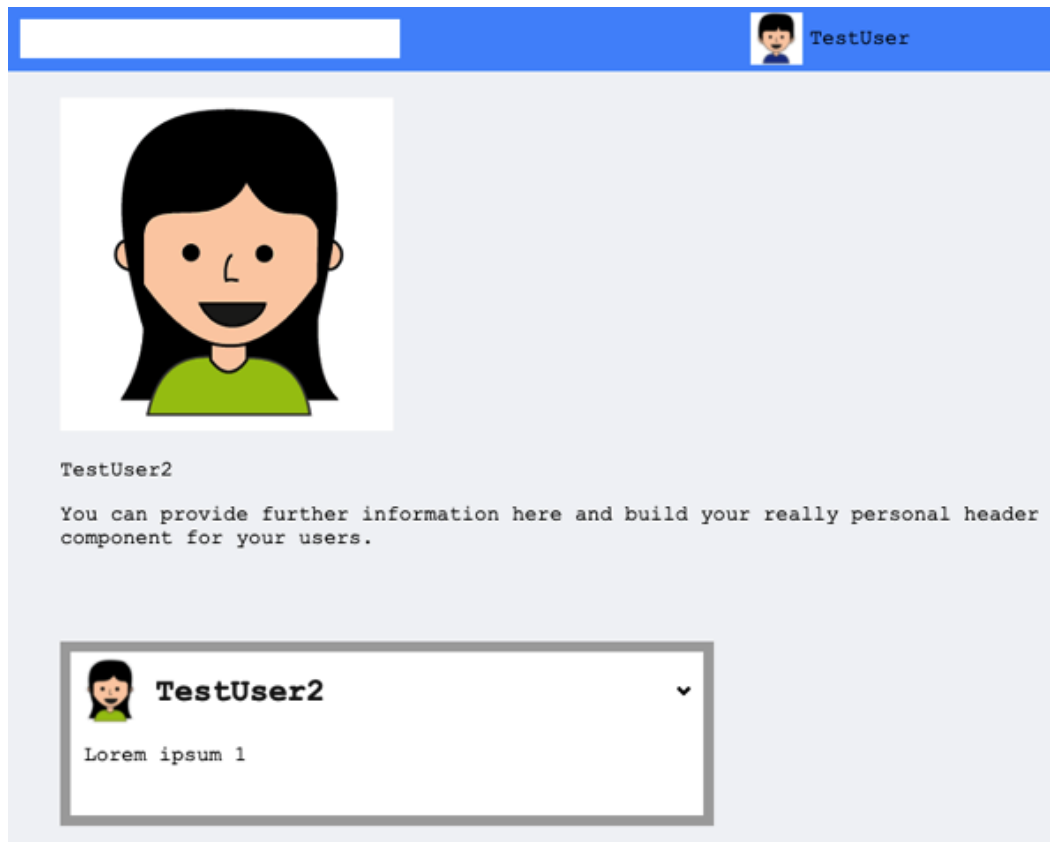 TestUser
TestUser2
You can provide further information here and build your really personal header
component for your users.
TestUser2
Lorem ipsum 1